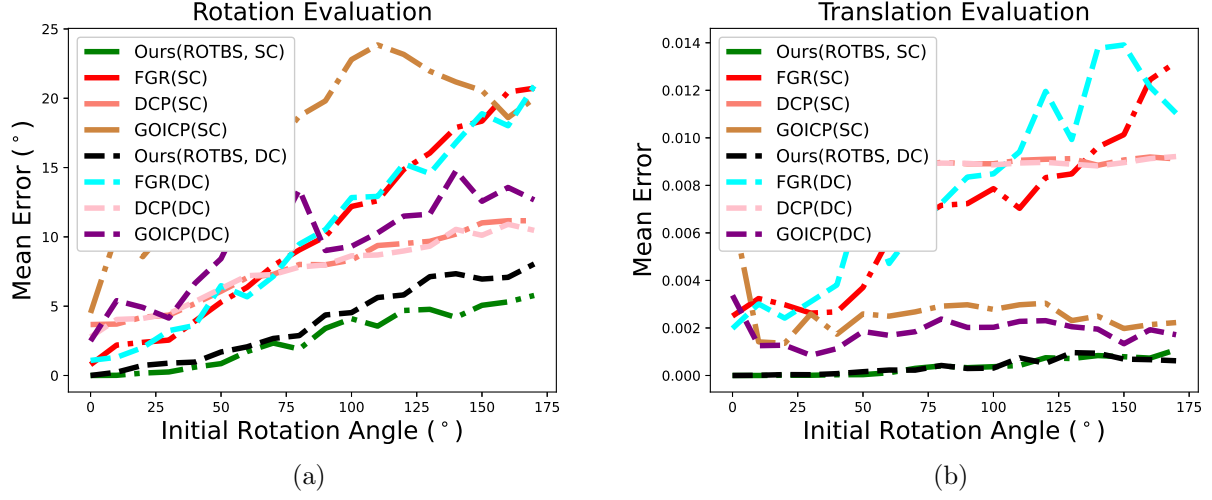 Rotation Evaluation
25
20
15
10
5
0
Mean Error (°)
Ours(ROTBS, SC)
FGR(SC)
DCP(SC)
GOICP(SC)
Ours(ROTBS, DC)
FGR(DC)
DCP(DC)
GOICP(DC)
0 25 50 75 100 125 150 175
Initial Rotation Angle (°)
(a)
Translation Evaluation
0.014
0.012
0.010
0.008
0.006
0.004
0.002
0.000
Mean Error
Ours(ROTBS, SC)
FGR(SC)
DCP(SC)
GOICP(SC)
Ours(ROTBS, DC)
FGR(DC)
DCP(DC)
GOICP(DC)
0 25 50 75 100 125 150 175
Initial Rotation Angle (°)
(b)